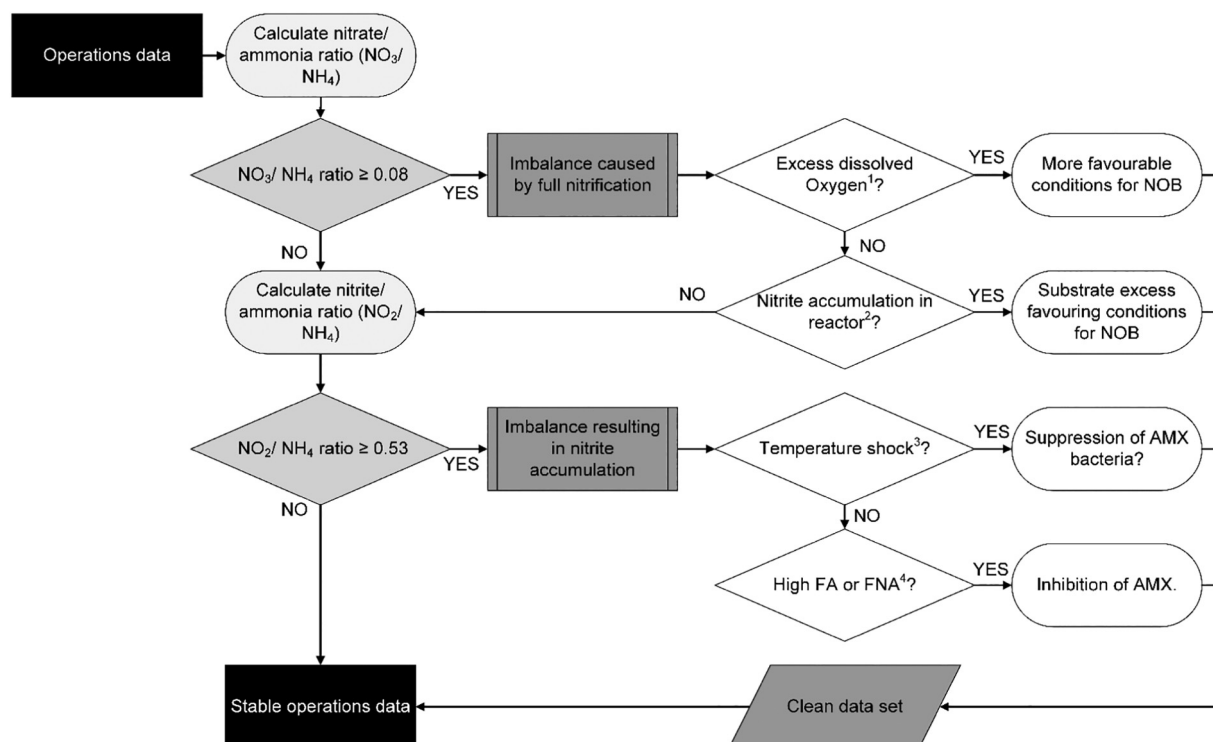 Operations data
Calculate nitrate/
ammonia ratio (NO₃/
NH₄)
NO₃/ NH₄ ratio ≥ 0.08
YES
Imbalance caused
by full nitrification
Excess dissolved
Oxygen¹?
YES
More favourable
conditions for NOB
NO
NO
Calculate nitrite/
ammonia ratio (NO₂/
NH₄)
NO
Nitrite accumulation in
reactor²?
YES
Substrate excess
favouring conditions
for NOB
NO₂/ NH₄ ratio ≥ 0.53
YES
Imbalance resulting
in nitrite
accumulation
Temperature shock³?
YES
Suppression of AMX
bacteria?
NO
NO
High FA or FNA⁴?
YES
Inhibition of AMX.
Stable operations data
Clean data set